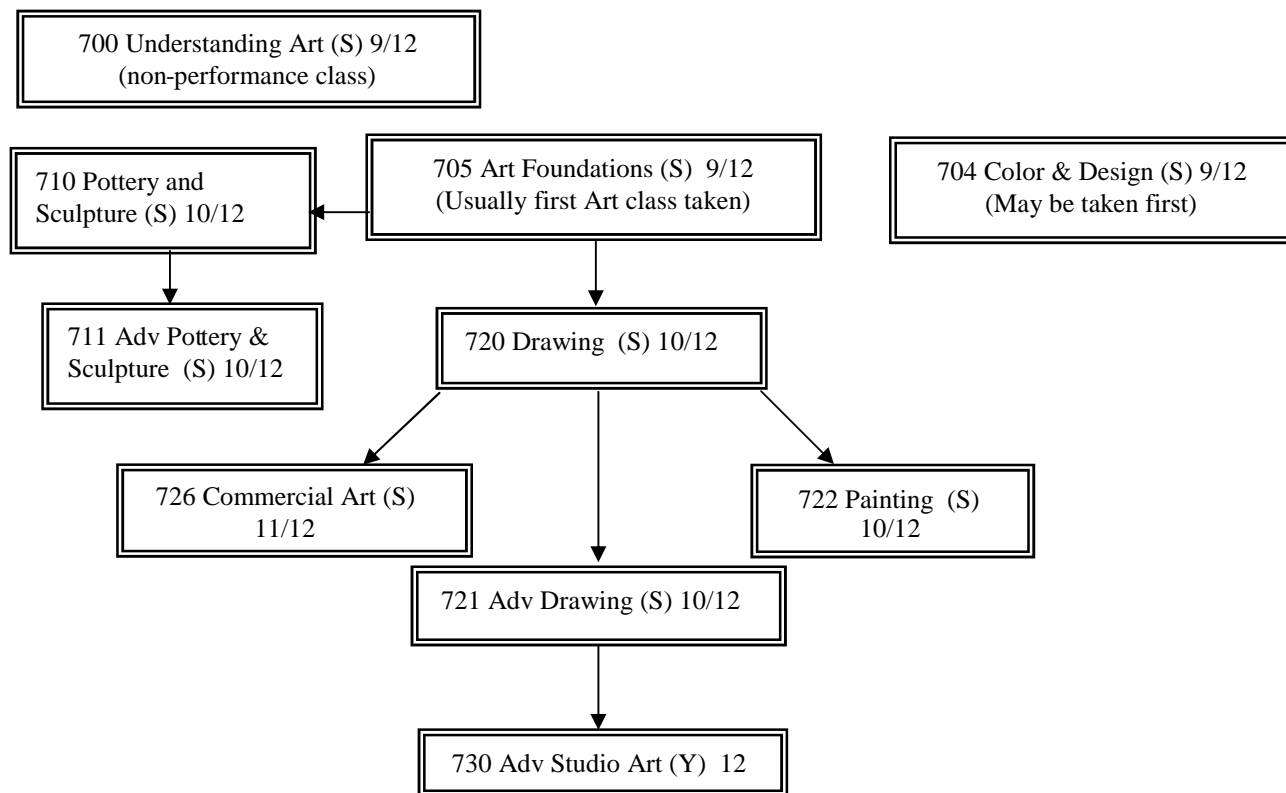 700 Understanding Art (S) 9/12
(non-performance class)
710 Pottery and
Sculpture (S) 10/12
705 Art Foundations (S) 9/12
(Usually first Art class taken)
704 Color & Design (S) 9/12
(May be taken first)
711 Adv Pottery &
Sculpture (S) 10/12
720 Drawing (S) 10/12
726 Commercial Art (S)
11/12
722 Painting (S)
10/12
721 Adv Drawing (S) 10/12
730 Adv Studio Art (Y) 12